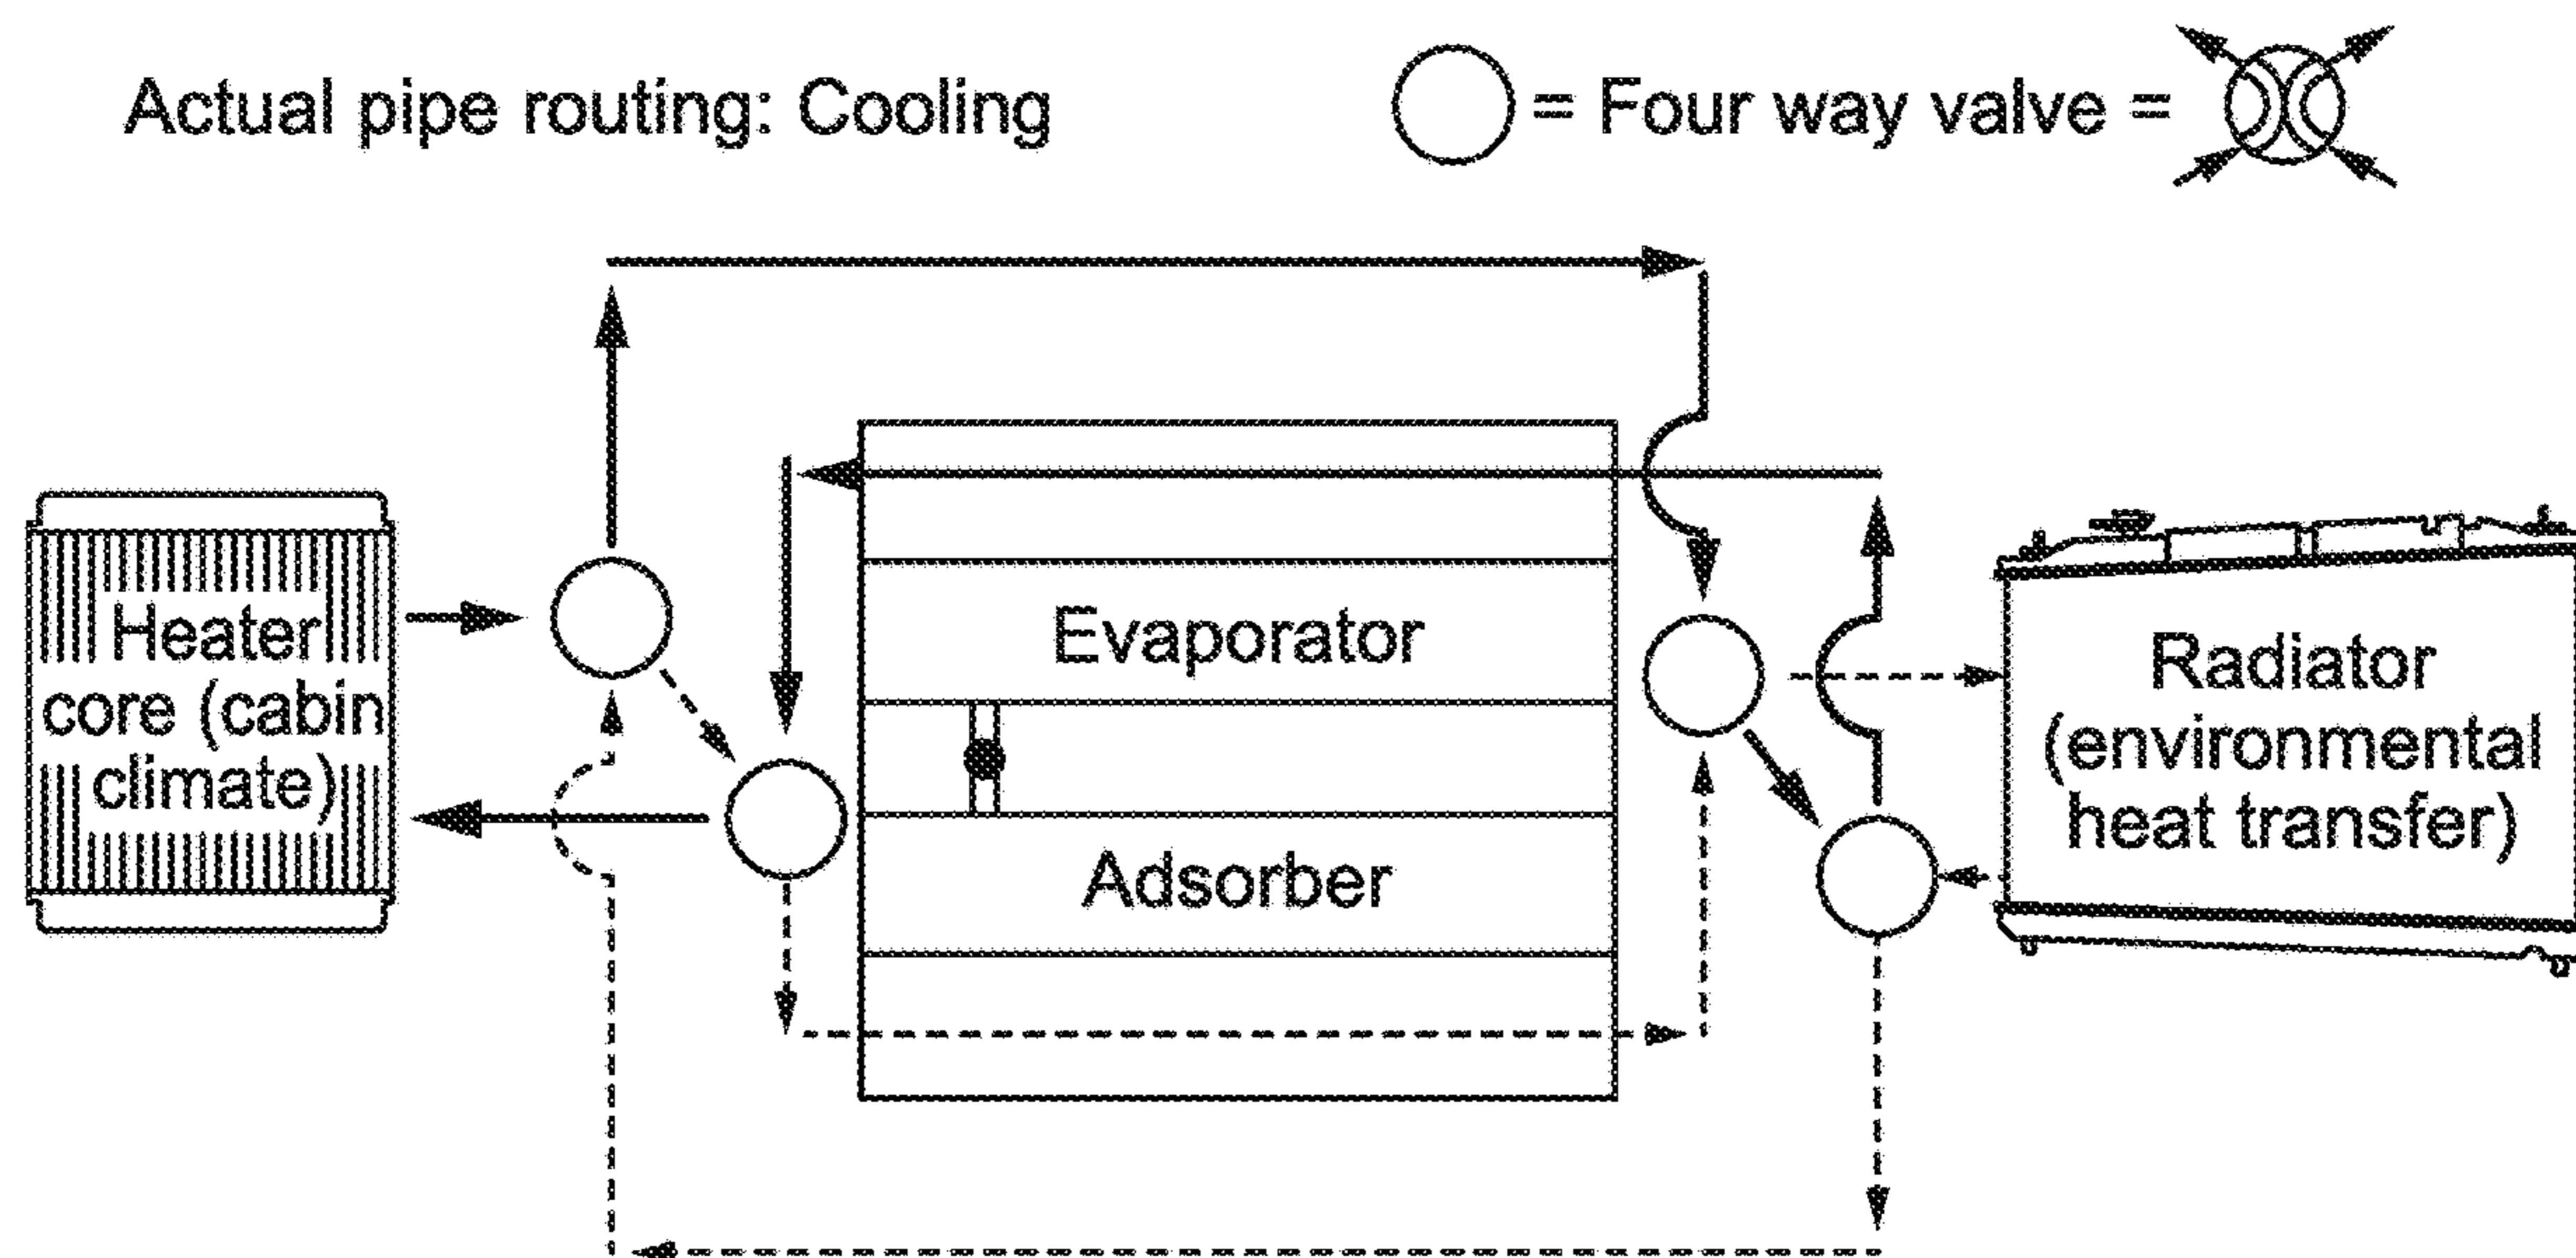 Actual pipe routing: Cooling
= Four way valve =
Heater
core (cabin
climate)
Evaporator
Adsorber
Radiator
(environmental
heat transfer)